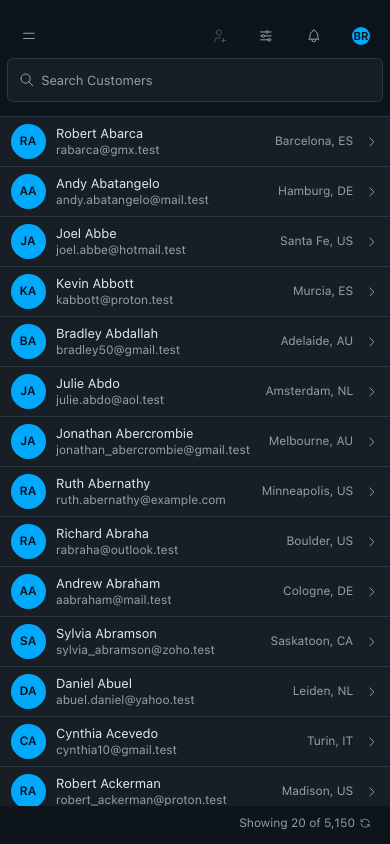 BR
Search Customers
RA
Robert Abarca
rabarca@gmx.test
Barcelona, ES
AA
Andy Abatangelo
andy.abatangelo@mail.test
Hamburg, DE
JA
Joel Abbe
joel.abbe@hotmail.test
Santa Fe, US
KA
Kevin Abbott
kabbott@proton.test
Murcia, ES
BA
Bradley Abdallah
bradley50@gmail.test
Adelaide, AU
JA
Julie Abdo
julie.abdo@aol.test
Amsterdam, NL
JA
Jonathan Abercrombie
jonathan_abercrombie@gmail.test
Melbourne, AU
RA
Ruth Abernathy
ruth.abernathy@example.com
Minneapolis, US
RA
Richard Abraha
rabraha@outlook.test
Boulder, US
AA
Andrew Abraham
aabraham@mail.test
Cologne, DE
SA
Sylvia Abramson
sylvia_abramson@zoho.test
Saskatoon, CA
DA
Daniel Abuel
abuel.daniel@yahoo.test
Leiden, NL
CA
Cynthia Acevedo
cynthia10@gmail.test
Turin, IT
RA
Robert Ackerman
robert_ackerman@proton.test
Madison, US
Showing 20 of 5,150